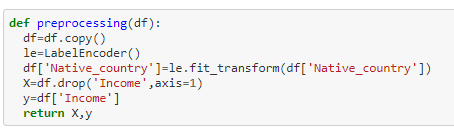 def preprocessing(df):
  df=df.copy()
  le=LabelEncoder()
  df['Native_country']=le.fit_transform(df['Native_country'])
  X=df.drop('Income',axis=1)
  y=df['Income']
  return X,y